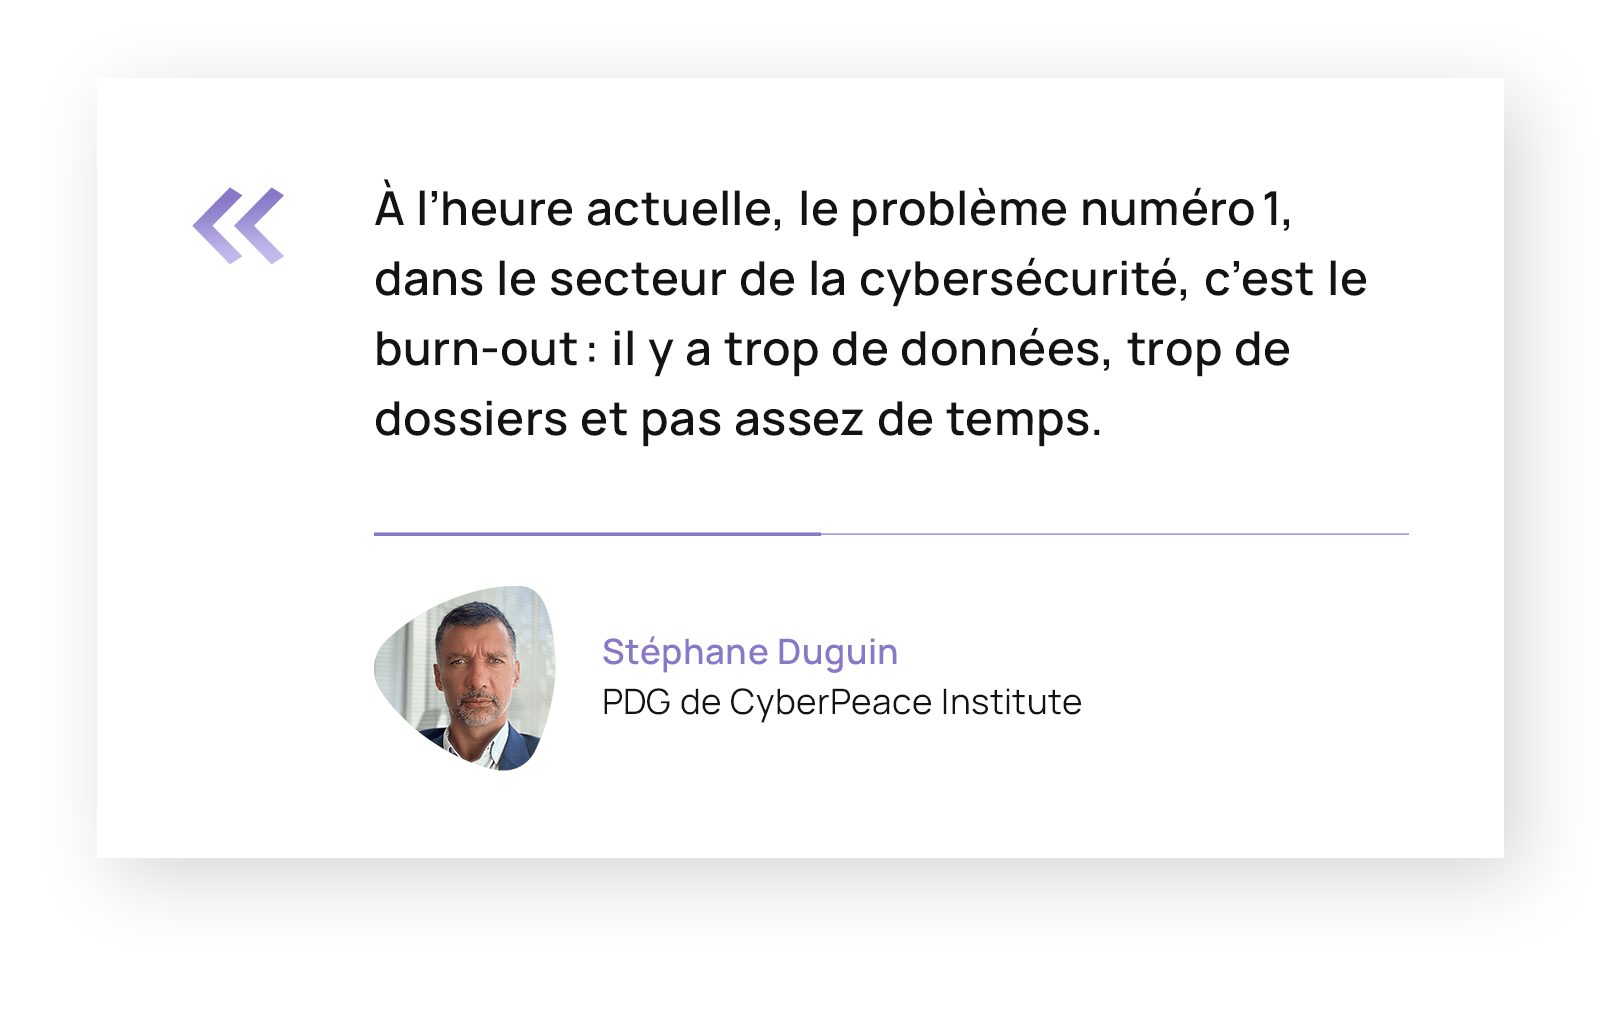 «
À l’heure actuelle, le problème numéro 1,
dans le secteur de la cybersécurité, c’est le
burn-out : il y a trop de données, trop de
dossiers et pas assez de temps.
Stéphane Duguin
PDG de CyberPeace Institute